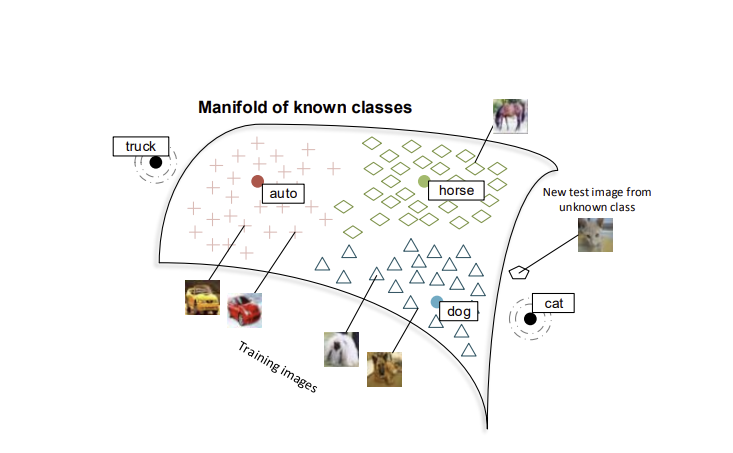 Manifold of known classes
truck
auto
horse
New test image from
unknown class
cat
dog
Training images